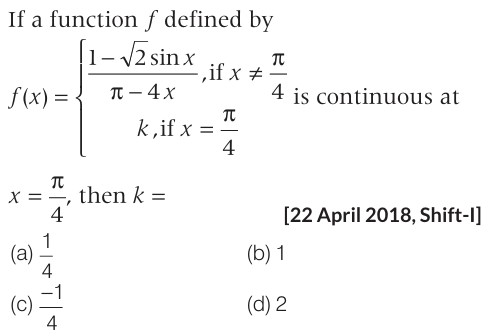 If a function f defined by
f(x) = { (1 − √2 sin x)/(π − 4x) , if x ≠ π/4
k , if x = π/4 is continuous at
x = π/4, then k =
[22 April 2018, Shift-I]
(a) 1/4 (b) 1
(c) −1/4 (d) 2